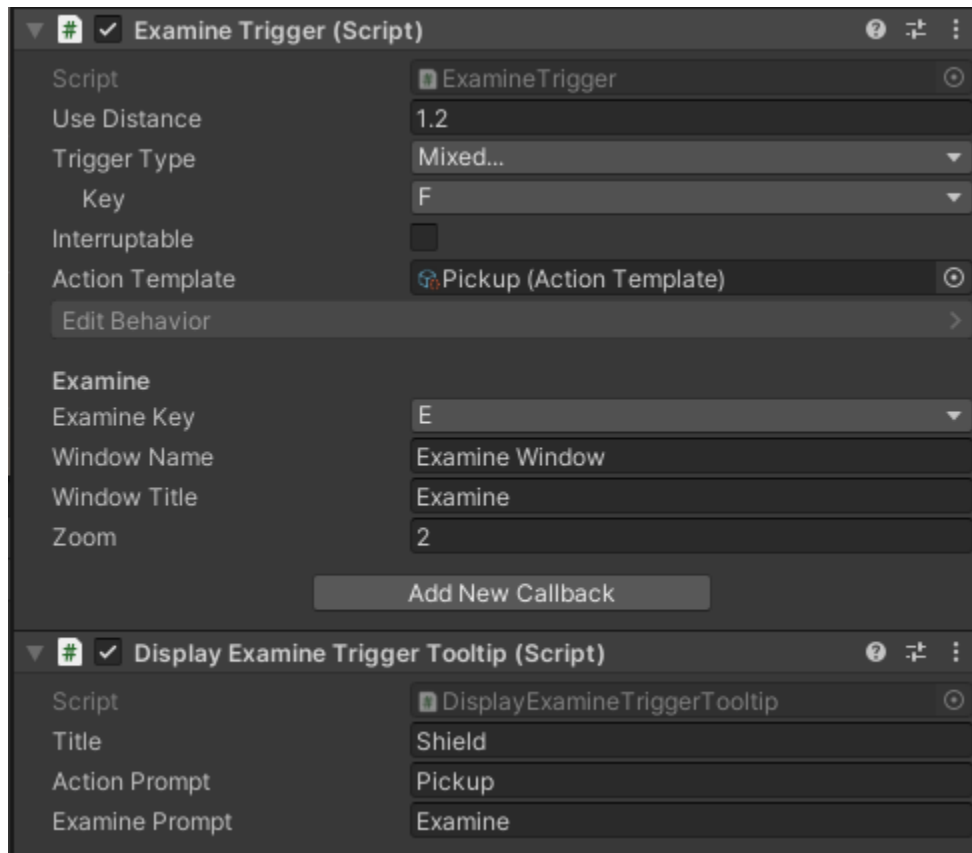 Examine Trigger (Script)
Script ExamineTrigger
Use Distance 1.2
Trigger Type Mixed...
Key F
Interruptable
Action Template Pickup (Action Template)
Edit Behavior
Examine
Examine Key E
Window Name Examine Window
Window Title Examine
Zoom 2
Add New Callback
Display Examine Trigger Tooltip (Script)
Script DisplayExamineTriggerTooltip
Title Shield
Action Prompt Pickup
Examine Prompt Examine